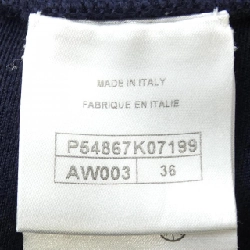 MADE IN ITALY
FABRIQUE EN ITALIE
P54867K07199
AW003 36